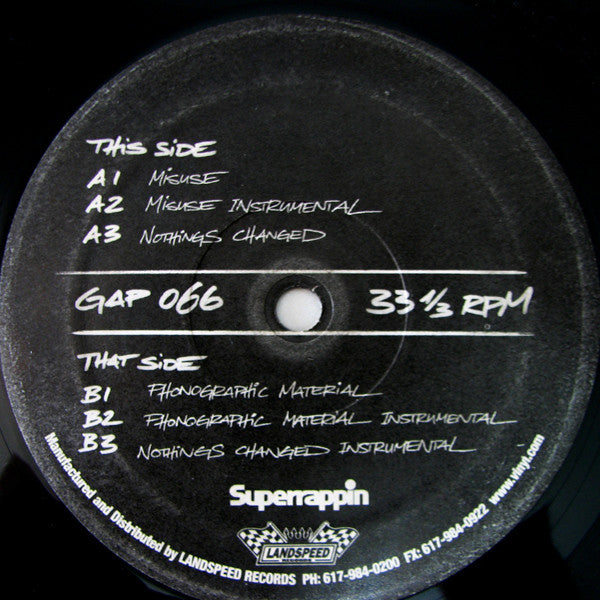 THiS SiDE
A1 MiSUSE
A2 MiSUSE INSTRUMENTAL
A3 NOTHiNGS CHANGED
GAP 066 33 1/3 RPM
THAT SiDE
B1 PHONOGRAPHiC MATERiAL
B2 PHONOGRAPHiC MATERiAL INSTRUMENTAL
B3 NOTHiNGS CHANGED INSTRUMENTAL
Superrappin
LANDSPEED
RECORDS
Manufactured and Distributed by LANDSPEED RECORDS PH: 617-984-0200 FX: 617-984-0922 www.vinyl.com